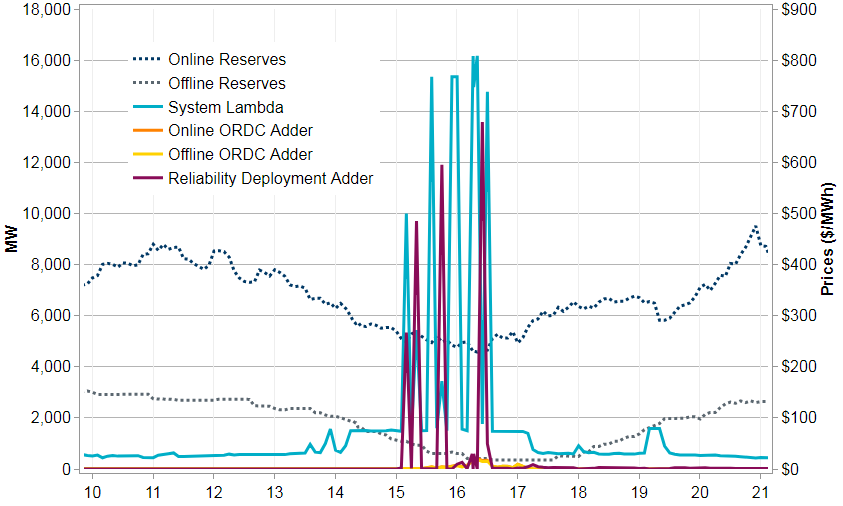 18,000
16,000
14,000
12,000
10,000
8,000
6,000
4,000
2,000
0
MW
Online Reserves
Offline Reserves
System Lambda
Online ORDC Adder
Offline ORDC Adder
Reliability Deployment Adder
$900
$800
$700
$600
$500
$400
$300
$200
$100
$0
Prices ($/MWh)
10 11 12 13 14 15 16 17 18 19 20 21